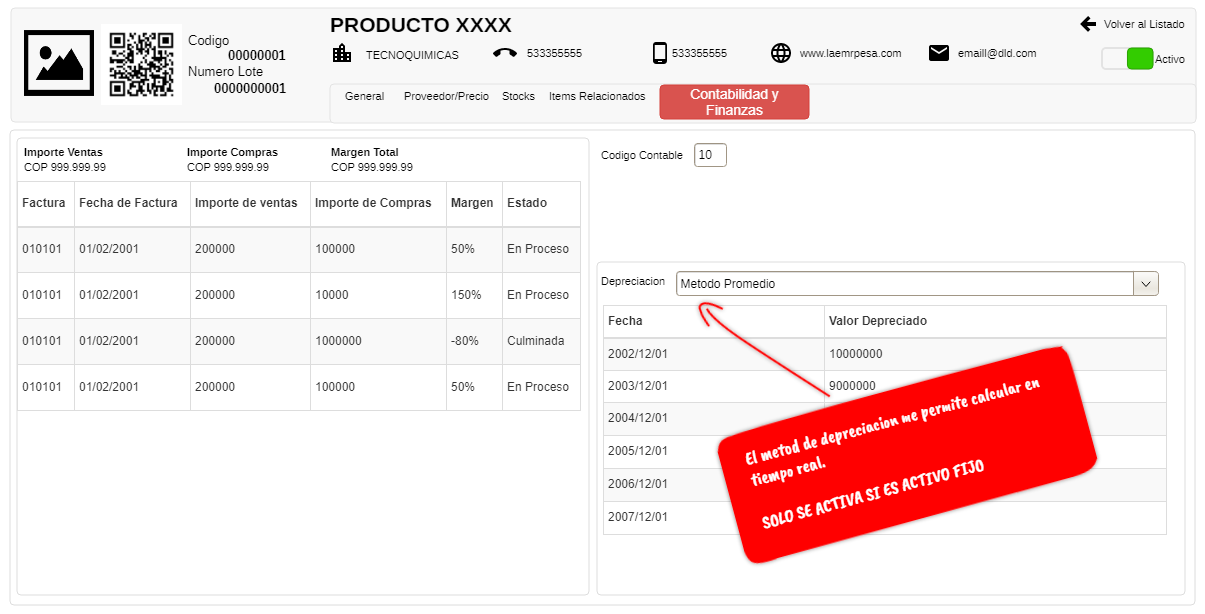 PRODUCTO XXXX
Volver al Listado
Codigo
00000001
Numero Lote
0000000001
TECNOQUIMICAS
533355555
533355555
www.laemrpesa.com
emaill@dld.com
Activo
General
Proveedor/Precio
Stocks
Items Relacionados
Contabilidad y
Finanzas
Importe Ventas
COP 999.999.99
Importe Compras
COP 999.999.99
Margen Total
COP 999.999.99
Factura Fecha de Factura Importe de ventas Importe de Compras Margen Estado
010101 01/02/2001 200000 100000 50% En Proceso
010101 01/02/2001 200000 10000 150% En Proceso
010101 01/02/2001 200000 1000000 -80% Culminada
010101 01/02/2001 200000 100000 50% En Proceso
Codigo Contable 10
Depreciacion Metodo Promedio
Fecha Valor Depreciado
2002/12/01 10000000
2003/12/01 9000000
2004/12/01
2005/12/01
2006/12/01
2007/12/01
El metod de depreciacion me permite calcular en
tiempo real.
SOLO SE ACTIVA SI ES ACTIVO FIJO